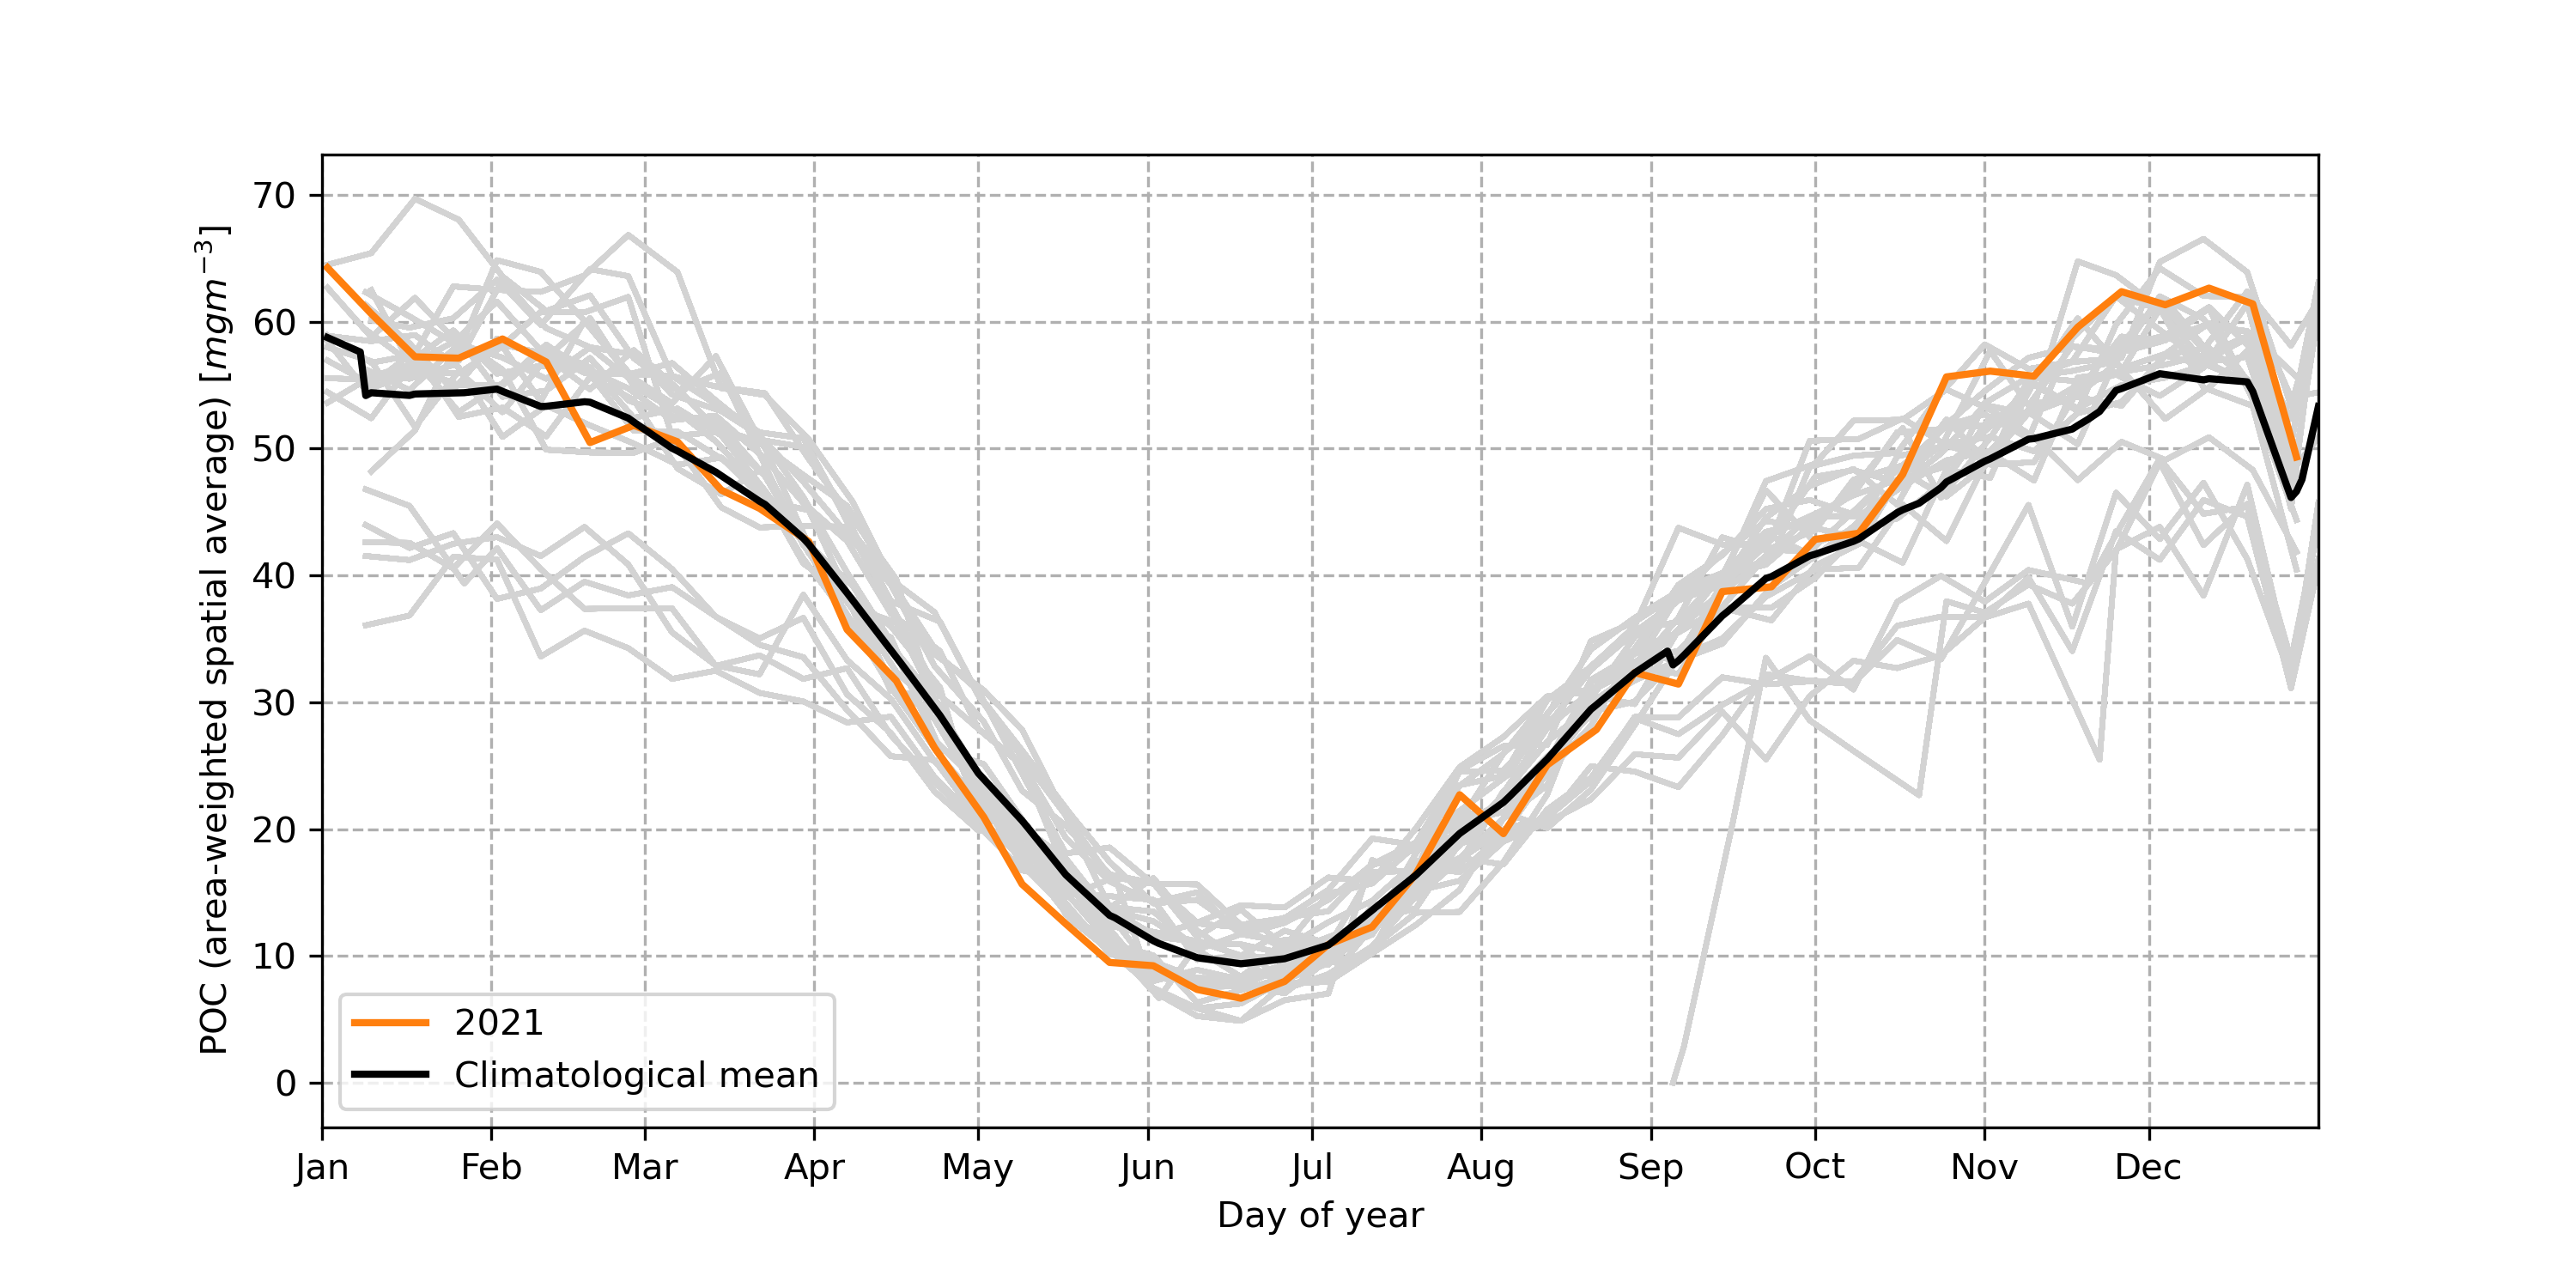 POC (area-weighted spatial average) [mgm⁻³]
70
60
50
40
30
20
10
0
2021
Climatological mean
Jan Feb Mar Apr May Jun Jul Aug Sep Oct Nov Dec
Day of year